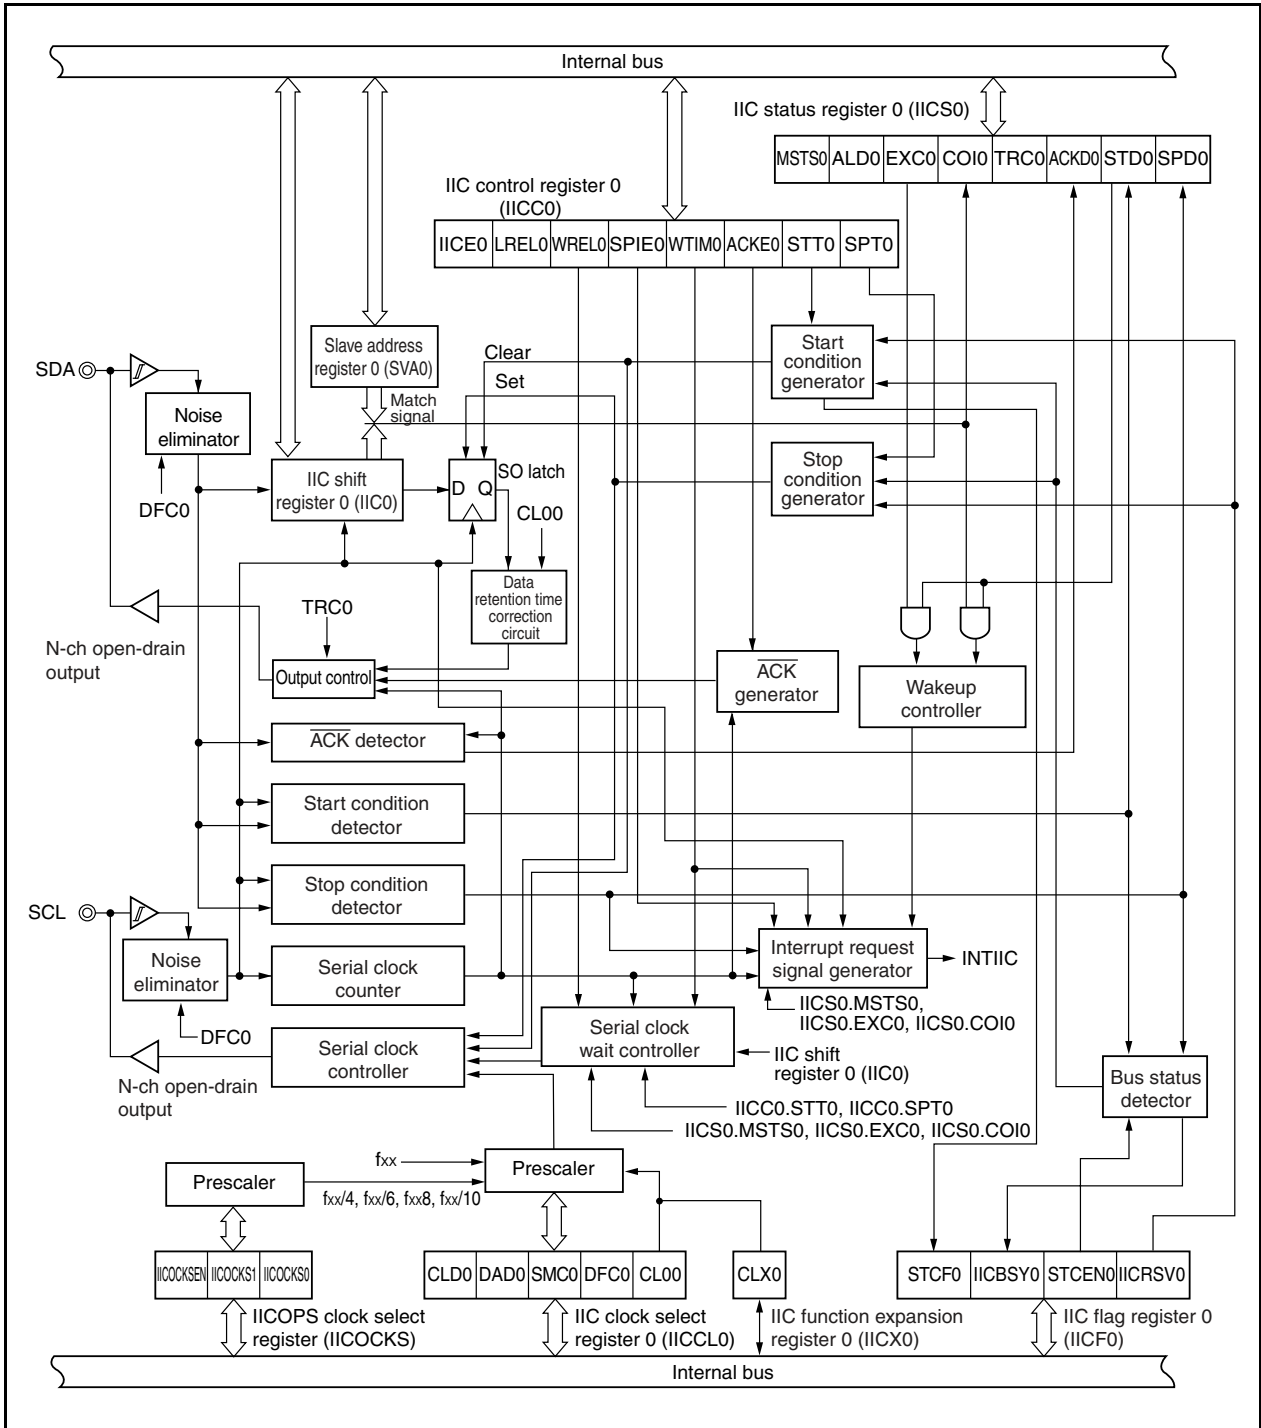 Internal bus
IIC status register 0 (IICS0)
MSTS0 ALD0 EXC0 COI0 TRC0 ACKD0 STD0 SPD0
IIC control register 0
(IICC0)
IICE0 LREL0 WREL0 SPIE0 WTIM0 ACKE0 STT0 SPT0
Slave address
register 0 (SVA0)
Clear
Set
Match
signal
Start
condition
generator
SDA
Noise
eliminator
DFC0
IIC shift
register 0 (IIC0)
D Q
SO latch
CL00
Stop
condition
generator
Data
retention time
correction
circuit
TRC0
N-ch open-drain
output
Output control
ACK
generator
Wakeup
controller
ACK detector
Start condition
detector
Stop condition
detector
SCL
Noise
eliminator
DFC0
Serial clock
counter
Interrupt request
signal generator
INTIIC
IICS0.MSTS0,
IICS0.EXC0, IICS0.COI0
Serial clock
controller
N-ch open-drain
output
Serial clock
wait controller
IIC shift
register 0 (IIC0)
Bus status
detector
IICC0.STT0, IICC0.SPT0
IICS0.MSTS0, IICS0.EXC0, IICS0.COI0
Prescaler
fxx
fxx/4, fxx/6, fxx8, fxx/10
Prescaler
IICOCKSEN IICOCKS1 IICOCKS0
CLD0 DAD0 SMC0 DFC0 CL00
CLX0
STCF0 IICBSY0 STCEN0 IICRSV0
IICOPS clock select
register (IICOCKS)
IIC clock select
register 0 (IICCL0)
IIC function expansion
register 0 (IICX0)
IIC flag register 0
(IICF0)
Internal bus